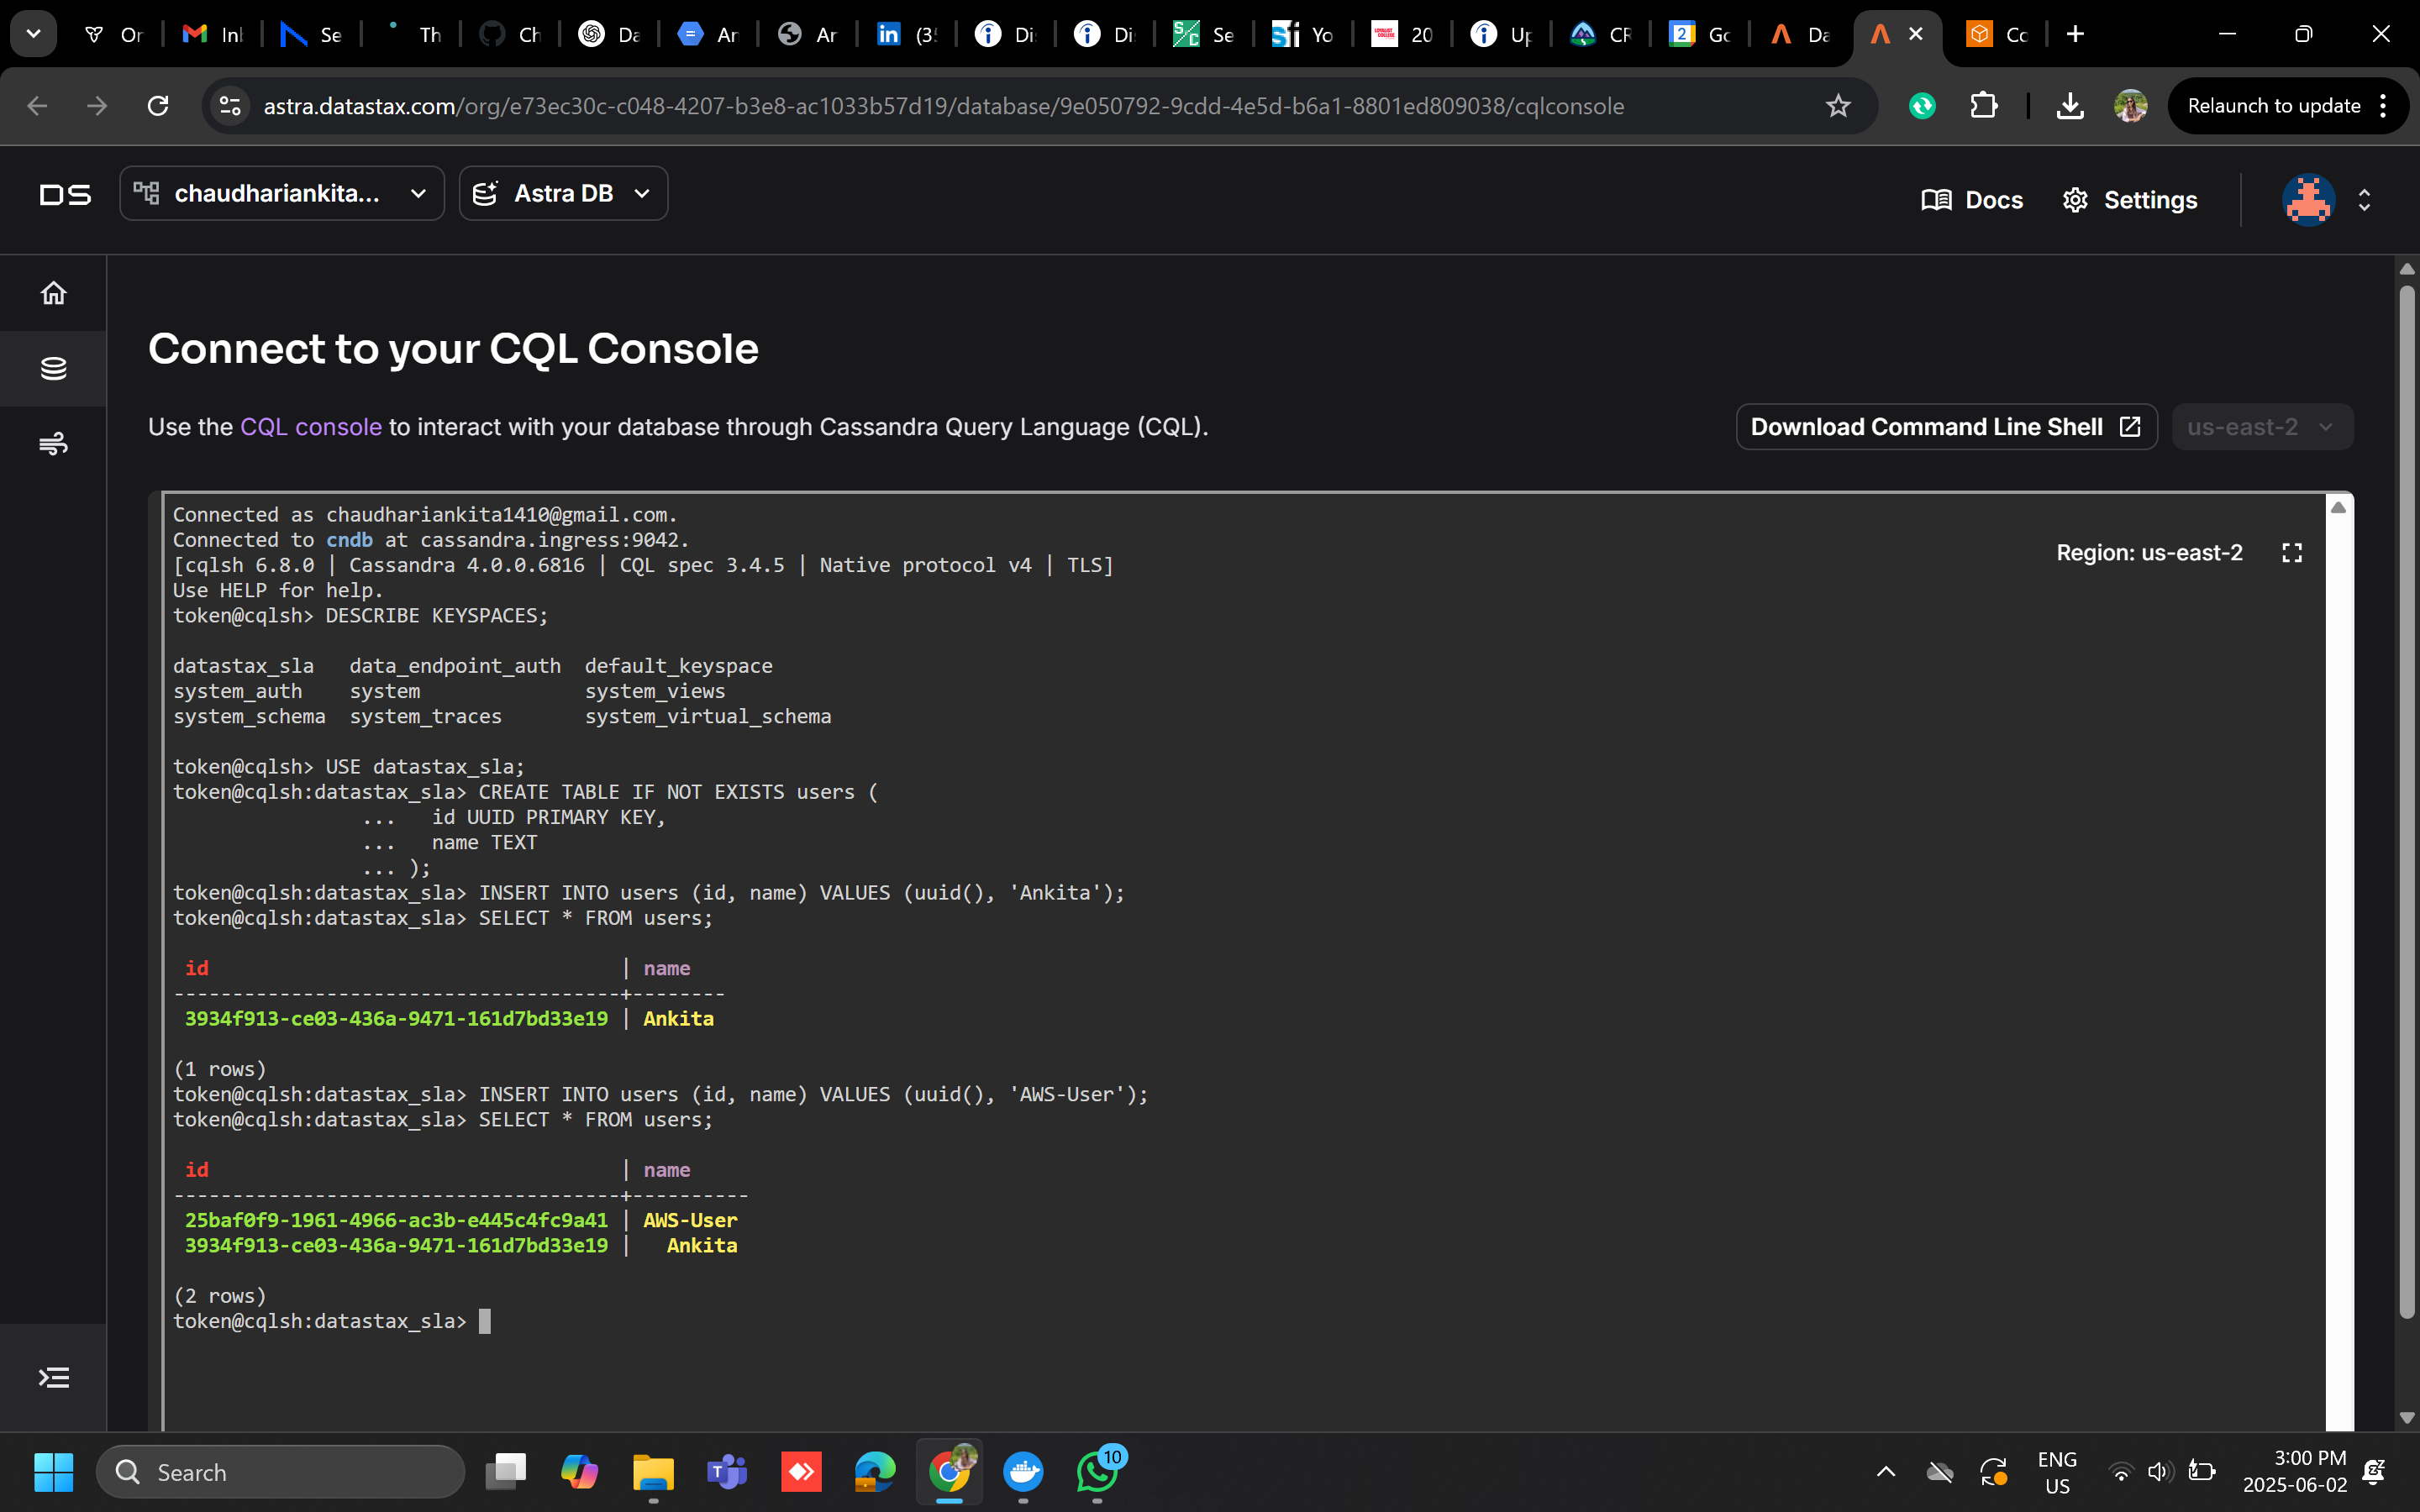 Or
Inb
Se
Th
Ch
Da
Ar
Ar
(35
Di
Di
Se
Yo
20
Up
CR
Go
Da
Co
astra.datastax.com/org/e73ec30c-c048-4207-b3e8-ac1033b57d19/database/9e050792-9cdd-4e5d-b6a1-8801ed809038/cqlconsole
Relaunch to update
DS
chaudhariankita...
Astra DB
Docs
Settings
Connect to your CQL Console
Use the CQL console to interact with your database through Cassandra Query Language (CQL).
Download Command Line Shell
us-east-2
Connected as chaudhariankita1410@gmail.com.
Connected to cndb at cassandra.ingress:9042.
Region: us-east-2
[cqlsh 6.8.0 | Cassandra 4.0.0.6816 | CQL spec 3.4.5 | Native protocol v4 | TLS]
Use HELP for help.
token@cqlsh> DESCRIBE KEYSPACES;
datastax_sla data_endpoint_auth default_keyspace
system_auth system system_views
system_schema system_traces system_virtual_schema
token@cqlsh> USE datastax_sla;
token@cqlsh:datastax_sla> CREATE TABLE IF NOT EXISTS users (
... id UUID PRIMARY KEY,
... name TEXT
... );
token@cqlsh:datastax_sla> INSERT INTO users (id, name) VALUES (uuid(), 'Ankita');
token@cqlsh:datastax_sla> SELECT * FROM users;
id | name
--------------------------------------+--------
3934f913-ce03-436a-9471-161d7bd33e19 | Ankita
(1 rows)
token@cqlsh:datastax_sla> INSERT INTO users (id, name) VALUES (uuid(), 'AWS-User');
token@cqlsh:datastax_sla> SELECT * FROM users;
id | name
--------------------------------------+----------
25baf0f9-1961-4966-ac3b-e445c4fc9a41 | AWS-User
3934f913-ce03-436a-9471-161d7bd33e19 | Ankita
(2 rows)
token@cqlsh:datastax_sla>
Search
10
ENG
US
3:00 PM
2025-06-02